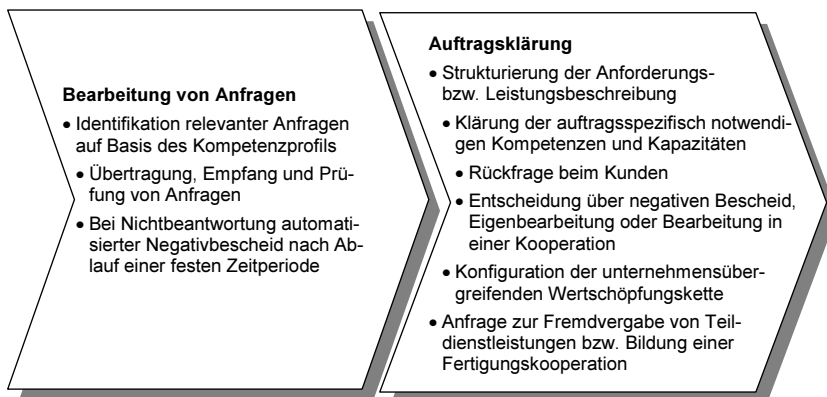 Bearbeitung von Anfragen
• Identifikation relevanter Anfragen
auf Basis des Kompetenzprofils
• Übertragung, Empfang und Prü-
fung von Anfragen
• Bei Nichtbeantwortung automati-
sierter Negativbescheid nach Ab-
lauf einer festen Zeitperiode
Auftragsklärung
• Strukturierung der Anforderungs-
bzw. Leistungsbeschreibung
• Klärung der auftragsspezifisch notwendi-
gen Kompetenzen und Kapazitäten
• Rückfrage beim Kunden
• Entscheidung über negativen Bescheid,
Eigenbearbeitung oder Bearbeitung in
einer Kooperation
• Konfiguration der unternehmensüber-
greifenden Wertschöpfungskette
• Anfrage zur Fremdvergabe von Teil-
dienstleistungen bzw. Bildung einer
Fertigungskooperation